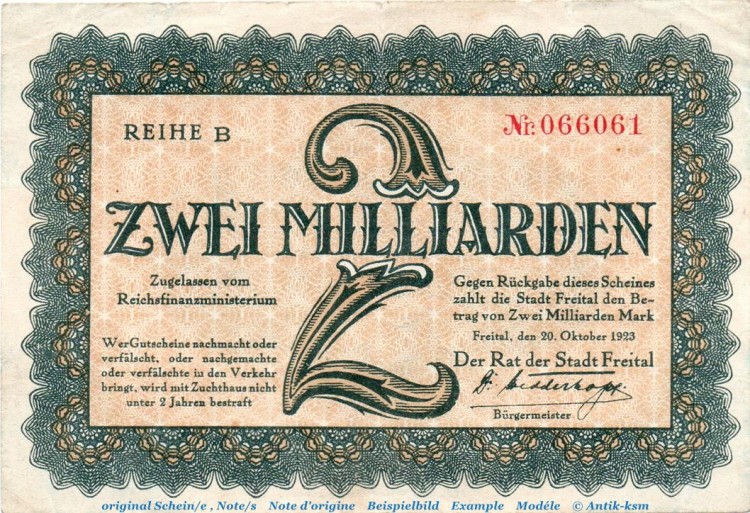 REIHE B
Nr. 066061
2
ZWEI MILLIARDEN
Zugelassen vom
Reichsfinanzministerium
Wer Gutscheine nachmacht oder
verfälscht, oder nachgemachte
oder verfälschte in den Verkehr
bringt, wird mit Zuchthaus nicht
unter 2 Jahren bestraft
Gegen Rückgabe dieses Scheines
zahlt die Stadt Freital den Be-
trag von Zwei Milliarden Mark
Freital, den 20. Oktober 1923
Der Rat der Stadt Freital
Bürgermeister
original Schein/e , Note/s Note d'origine Beispielbild Example Modéle © Antik-ksm